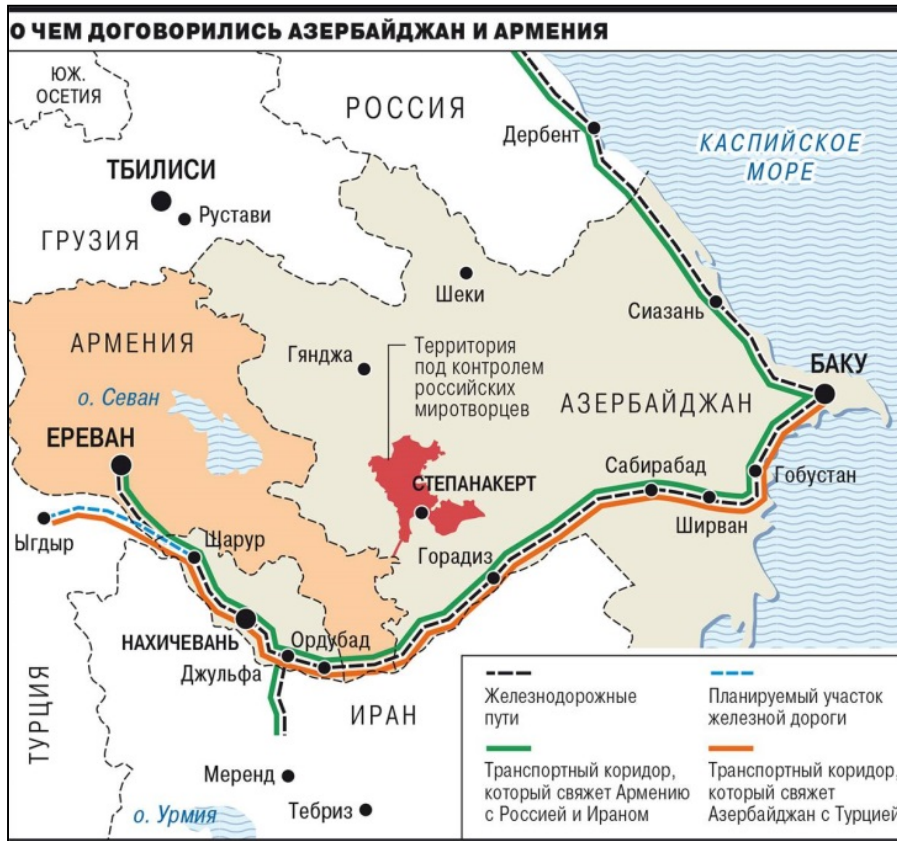 О ЧЕМ ДОГОВОРИЛИСЬ АЗЕРБАЙДЖАН И АРМЕНИЯ
ЮЖ.
ОСЕТИЯ
РОССИЯ
Дербент
КАСПИЙСКОЕ
МОРЕ
ТБИЛИСИ
Рустави
ГРУЗИЯ
Шеки
Сиазань
АРМЕНИЯ
Гянджа
Территория
под контролем
российских
миротворцев
БАКУ
АЗЕРБАЙДЖАН
о. Севан
ЕРЕВАН
СТЕПАНАКЕРТ
Сабирабад
Гобустан
Ширван
Ыгдыр
Шарур
Горадиз
НАХИЧЕВАНЬ
Ордубад
Джульфа
ТУРЦИЯ
ИРАН
Меренд
Тебриз
о. Урмия
Железнодорожные
пути
Планируемый участок
железной дороги
Транспортный коридор,
который свяжет Армению
с Россией и Ираном
Транспортный коридор,
который свяжет
Азербайджан с Турцией